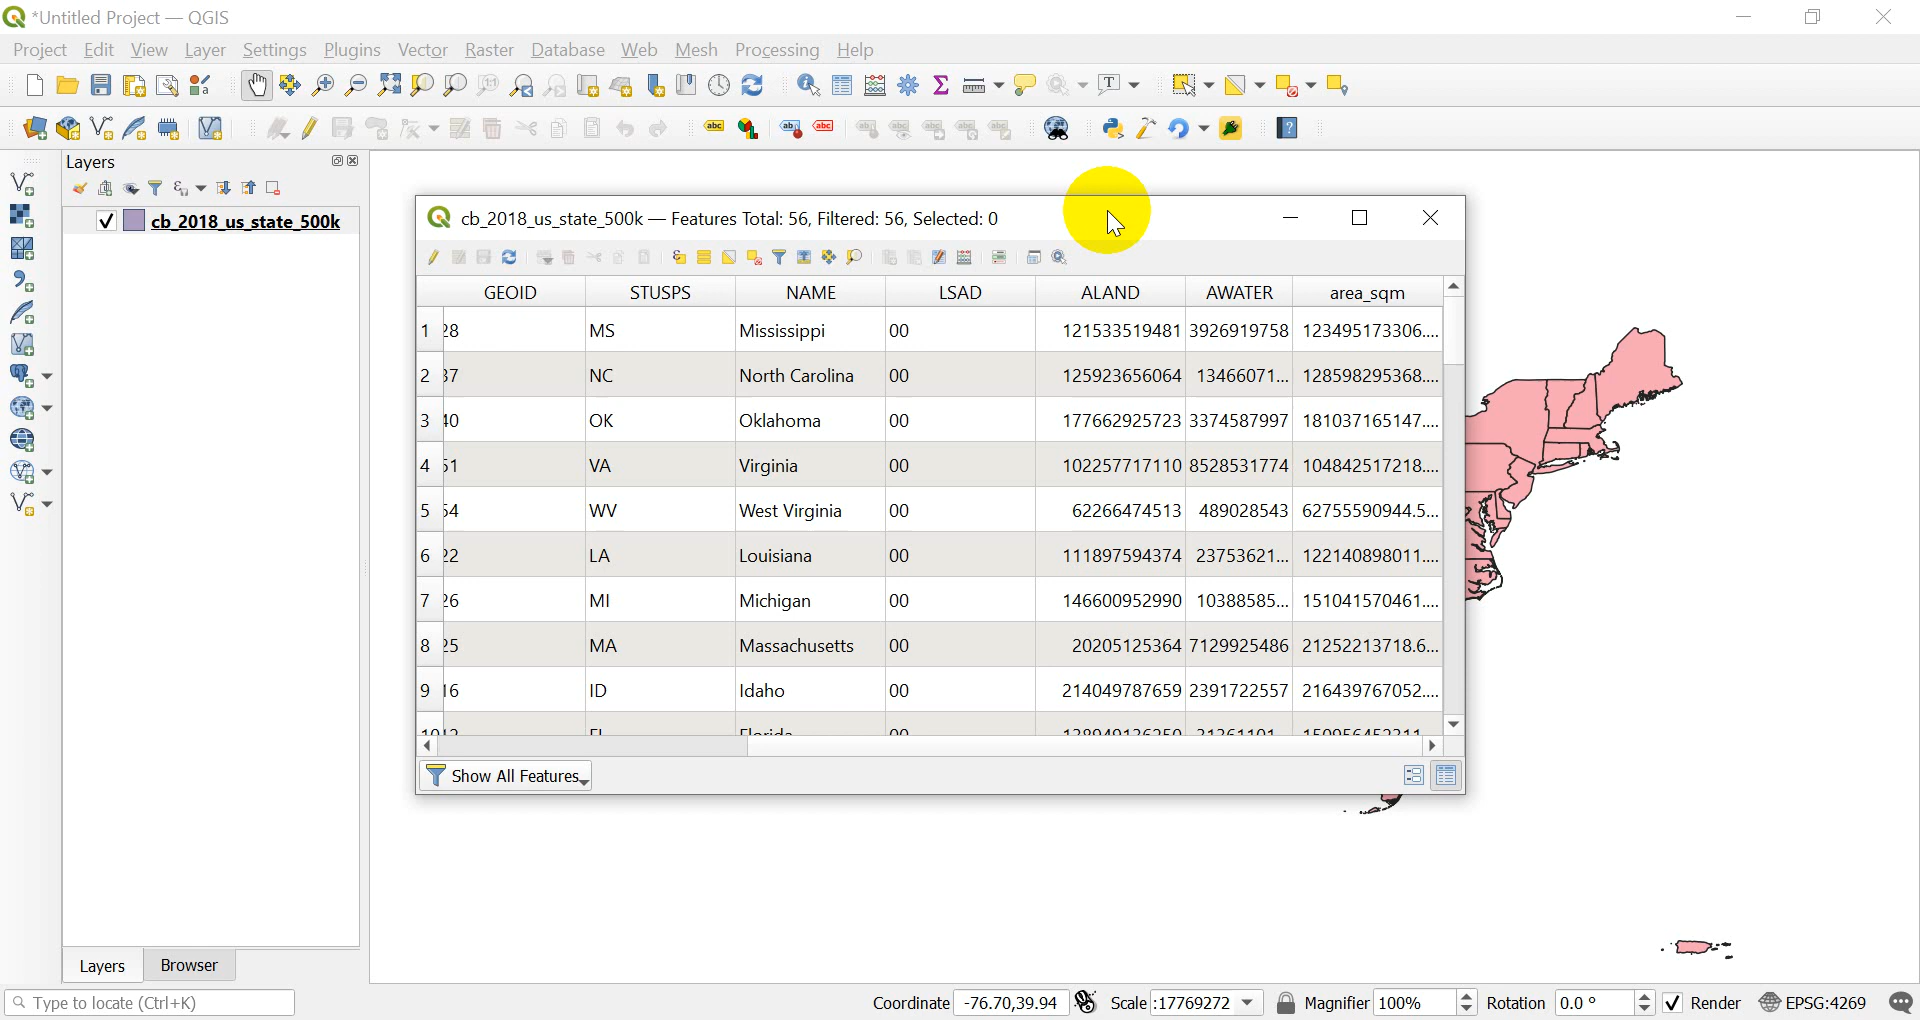 *Untitled Project — QGIS
Project Edit View Layer Settings Plugins Vector Raster Database Web Mesh Processing Help
Layers
cb_2018_us_state_500k
cb_2018_us_state_500k — Features Total: 56, Filtered: 56, Selected: 0
GEOID STUSPS NAME LSAD ALAND AWATER area_sqm
1 28 MS Mississippi 00 121533519481 3926919758 123495173306....
2 37 NC North Carolina 00 125923656064 13466071... 128598295368....
3 40 OK Oklahoma 00 177662925723 3374587997 181037165147....
4 51 VA Virginia 00 102257717110 8528531774 104842517218....
5 54 WV West Virginia 00 62266474513 489028543 62755590944.5...
6 22 LA Louisiana 00 111897594374 23753621... 122140898011....
7 26 MI Michigan 00 146600952990 10388585... 151041570461....
8 25 MA Massachusetts 00 20205125364 7129925486 21252213718.6...
9 16 ID Idaho 00 214049787659 2391722557 216439767052....
10 12 FL Florida 00
Show All Features
Layers Browser
Type to locate (Ctrl+K)
Coordinate -76.70,39.94 Scale :17769272 Magnifier 100% Rotation 0.0 ° Render EPSG:4269